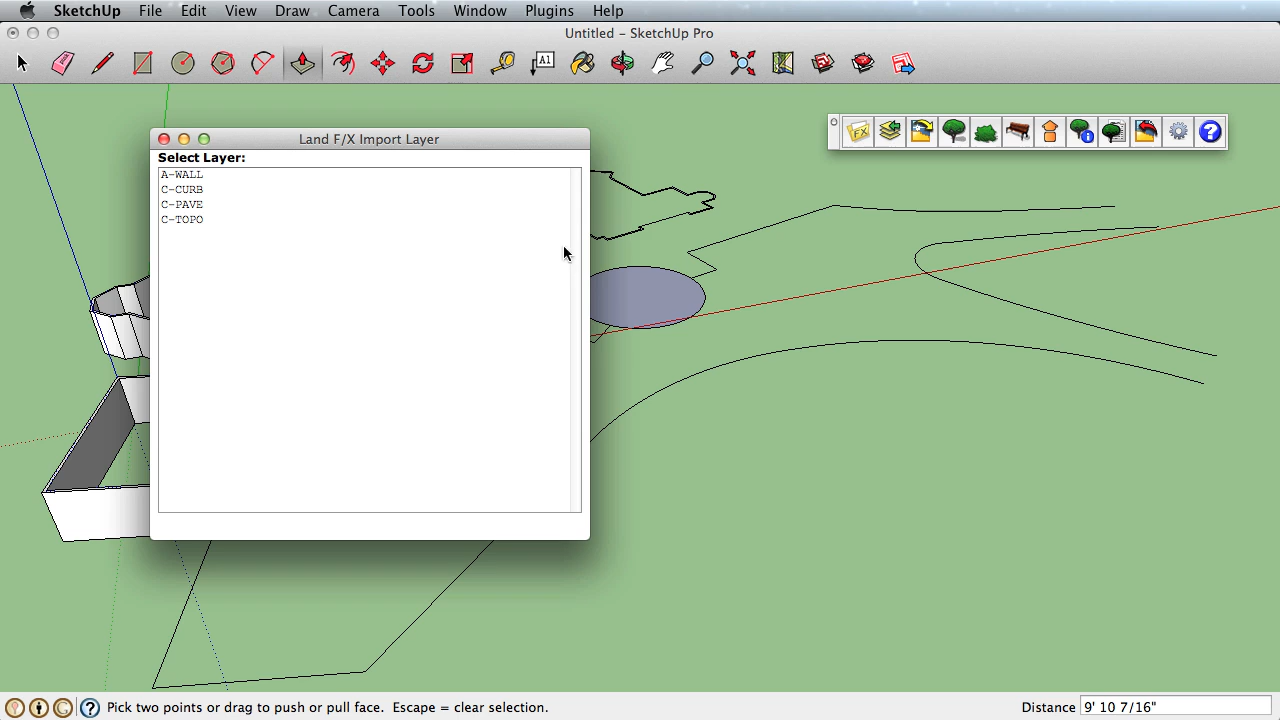 SketchUp File Edit View Draw Camera Tools Window Plugins Help
Untitled – SketchUp Pro
A1
FX
Land F/X Import Layer
Select Layer:
A-WALL
C-CURB
C-PAVE
C-TOPO
Pick two points or drag to push or pull face. Escape = clear selection.
Distance 9' 10 7/16"